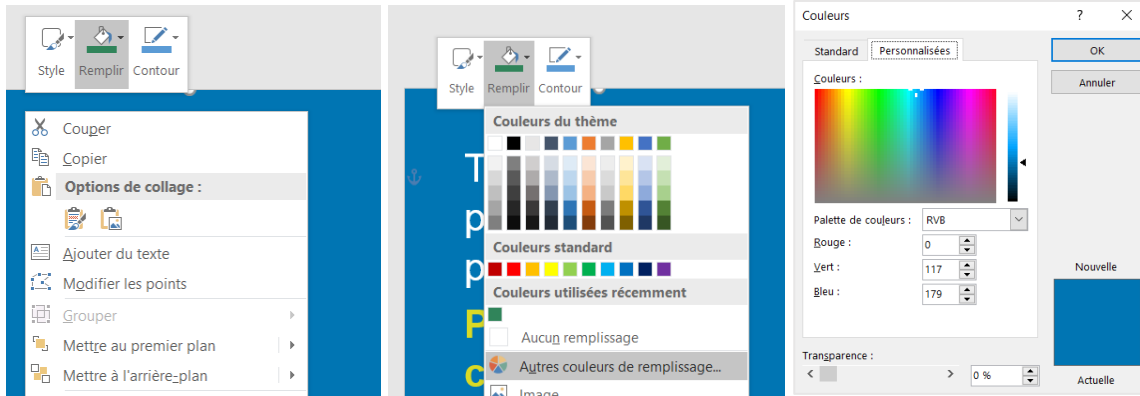 Style Remplir Contour
Couper
Copier
Options de collage :
Ajouter du texte
Modifier les points
Grouper
Mettre au premier plan
Mettre à l'arrière-plan
Style Remplir Contour
T
p
p
P
c
Couleurs du thème
Couleurs standard
Couleurs utilisées récemment
Aucun remplissage
Autres couleurs de remplissage...
Image
Couleurs ? ×
Standard Personnalisées
OK
Annuler
Couleurs :
Palette de couleurs : RVB
Rouge : 0
Vert : 117
Bleu : 179
Nouvelle
Transparence :
0 %
Actuelle